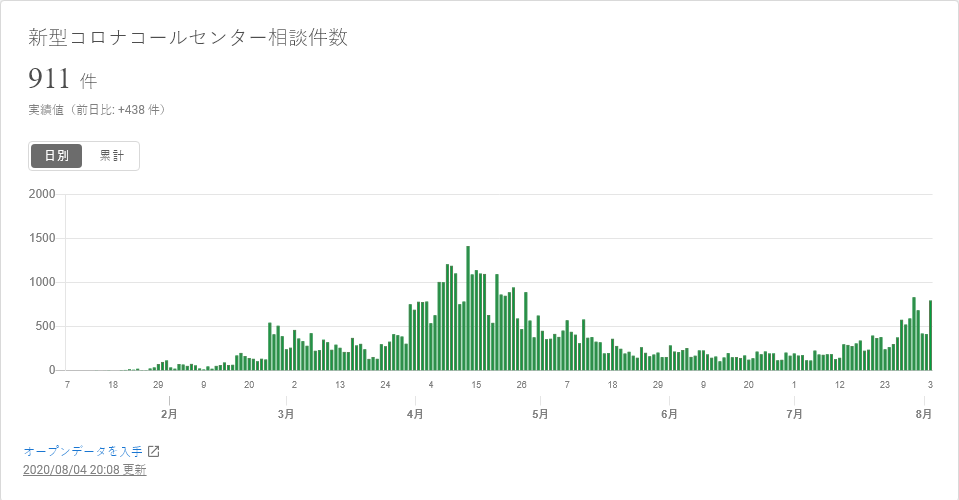 新型コロナコールセンター相談件数
911 件
実績値（前日比: +438 件）
日別 累計
2000
1500
1000
500
0
7 18 29 9 20 2 13 24 4 15 26 7 18 29 9 20 1 12 23 3
2月 3月 4月 5月 6月 7月 8月
オープンデータを入手
2020/08/04 20:08 更新